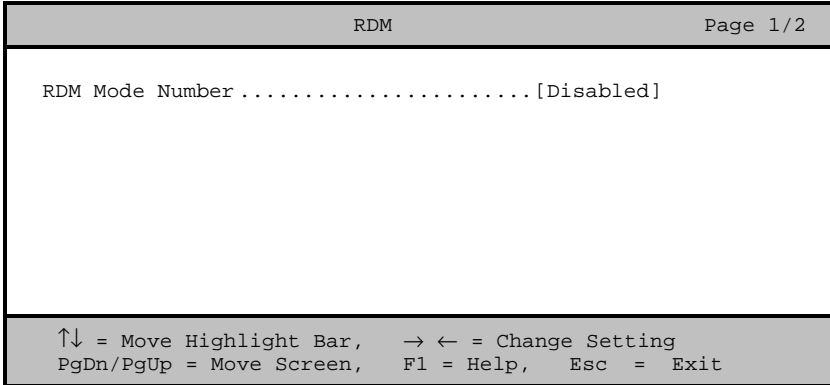 RDM Page 1/2
RDM Mode Number .......................[Disabled]
↑↓ = Move Highlight Bar, → ← = Change Setting
PgDn/PgUp = Move Screen, F1 = Help, Esc = Exit